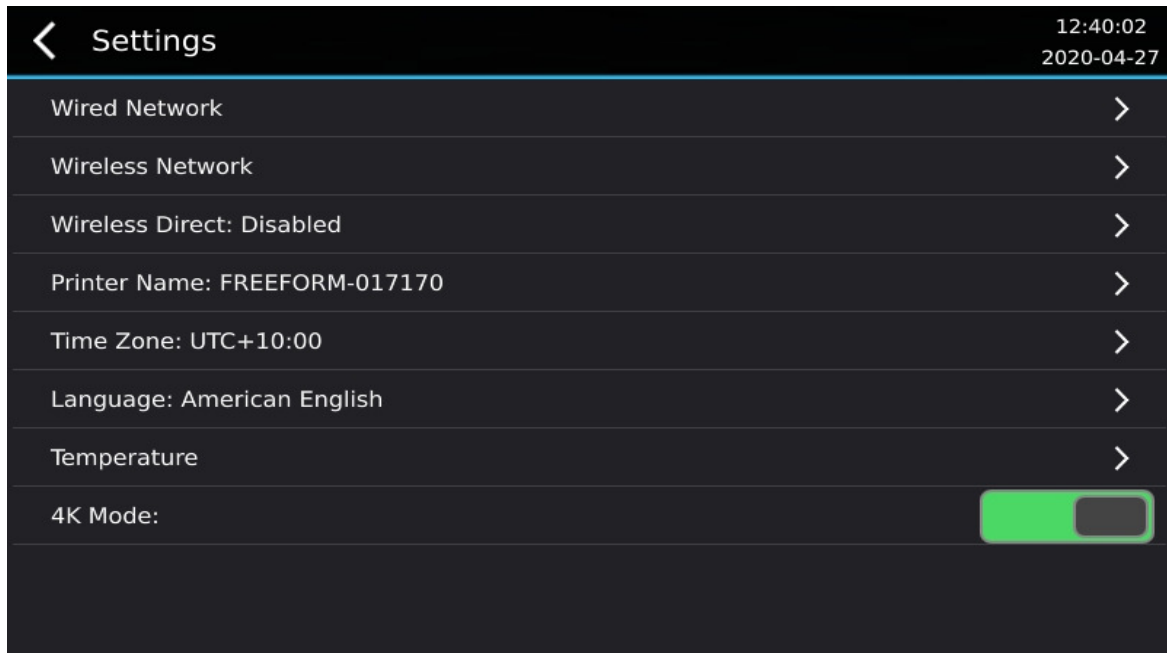 Settings
12:40:02
2020-04-27
Wired Network
Wireless Network
Wireless Direct: Disabled
Printer Name: FREEFORM-017170
Time Zone: UTC+10:00
Language: American English
Temperature
4K Mode: